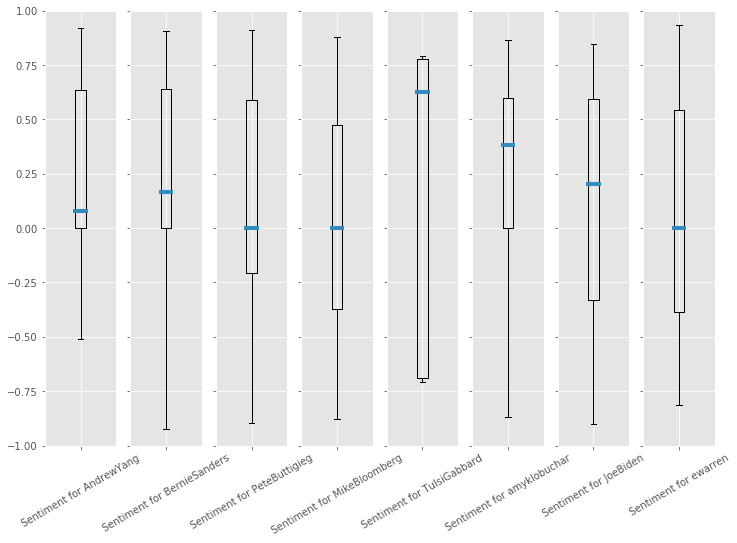 1.00
0.75
0.50
0.25
0.00
−0.25
−0.50
−0.75
−1.00
Sentiment for AndrewYang
Sentiment for BernieSanders
Sentiment for PeteButtigieg
Sentiment for MikeBloomberg
Sentiment for TulsiGabbard
Sentiment for amyklobuchar
Sentiment for JoeBiden
Sentiment for ewarren